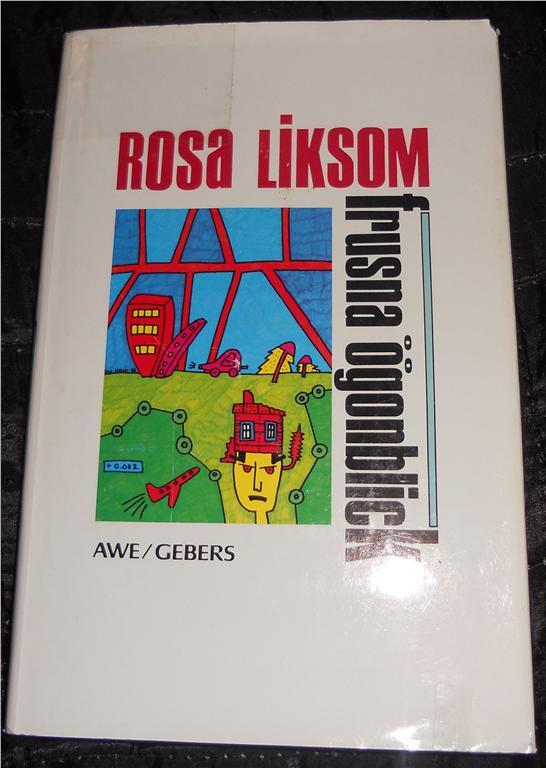 ROSa LiKSOM
frusna ögonblick
+ 0.002
AWE/GEBERS